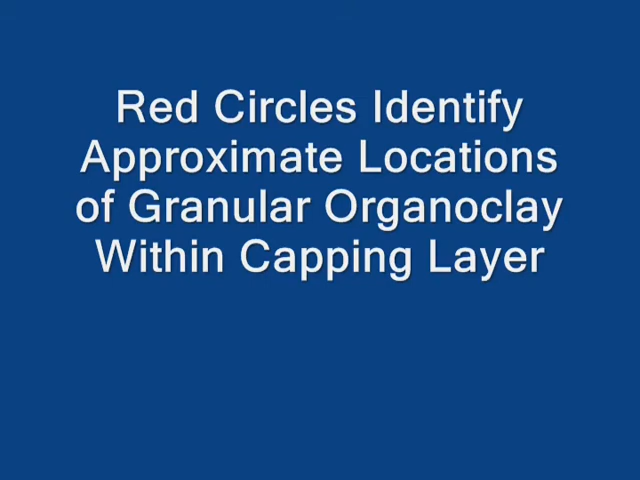 Red Circles Identify
Approximate Locations
of Granular Organoclay
Within Capping Layer